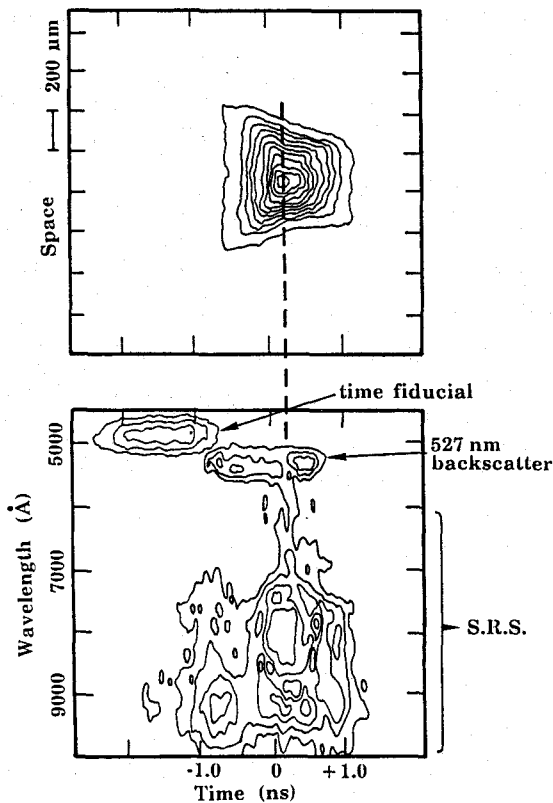 200 μm
Space
time fiducial
527 nm
backscatter
5000
7000
9000
Wavelength (Å)
S.R.S.
-1.0
0
+1.0
Time (ns)